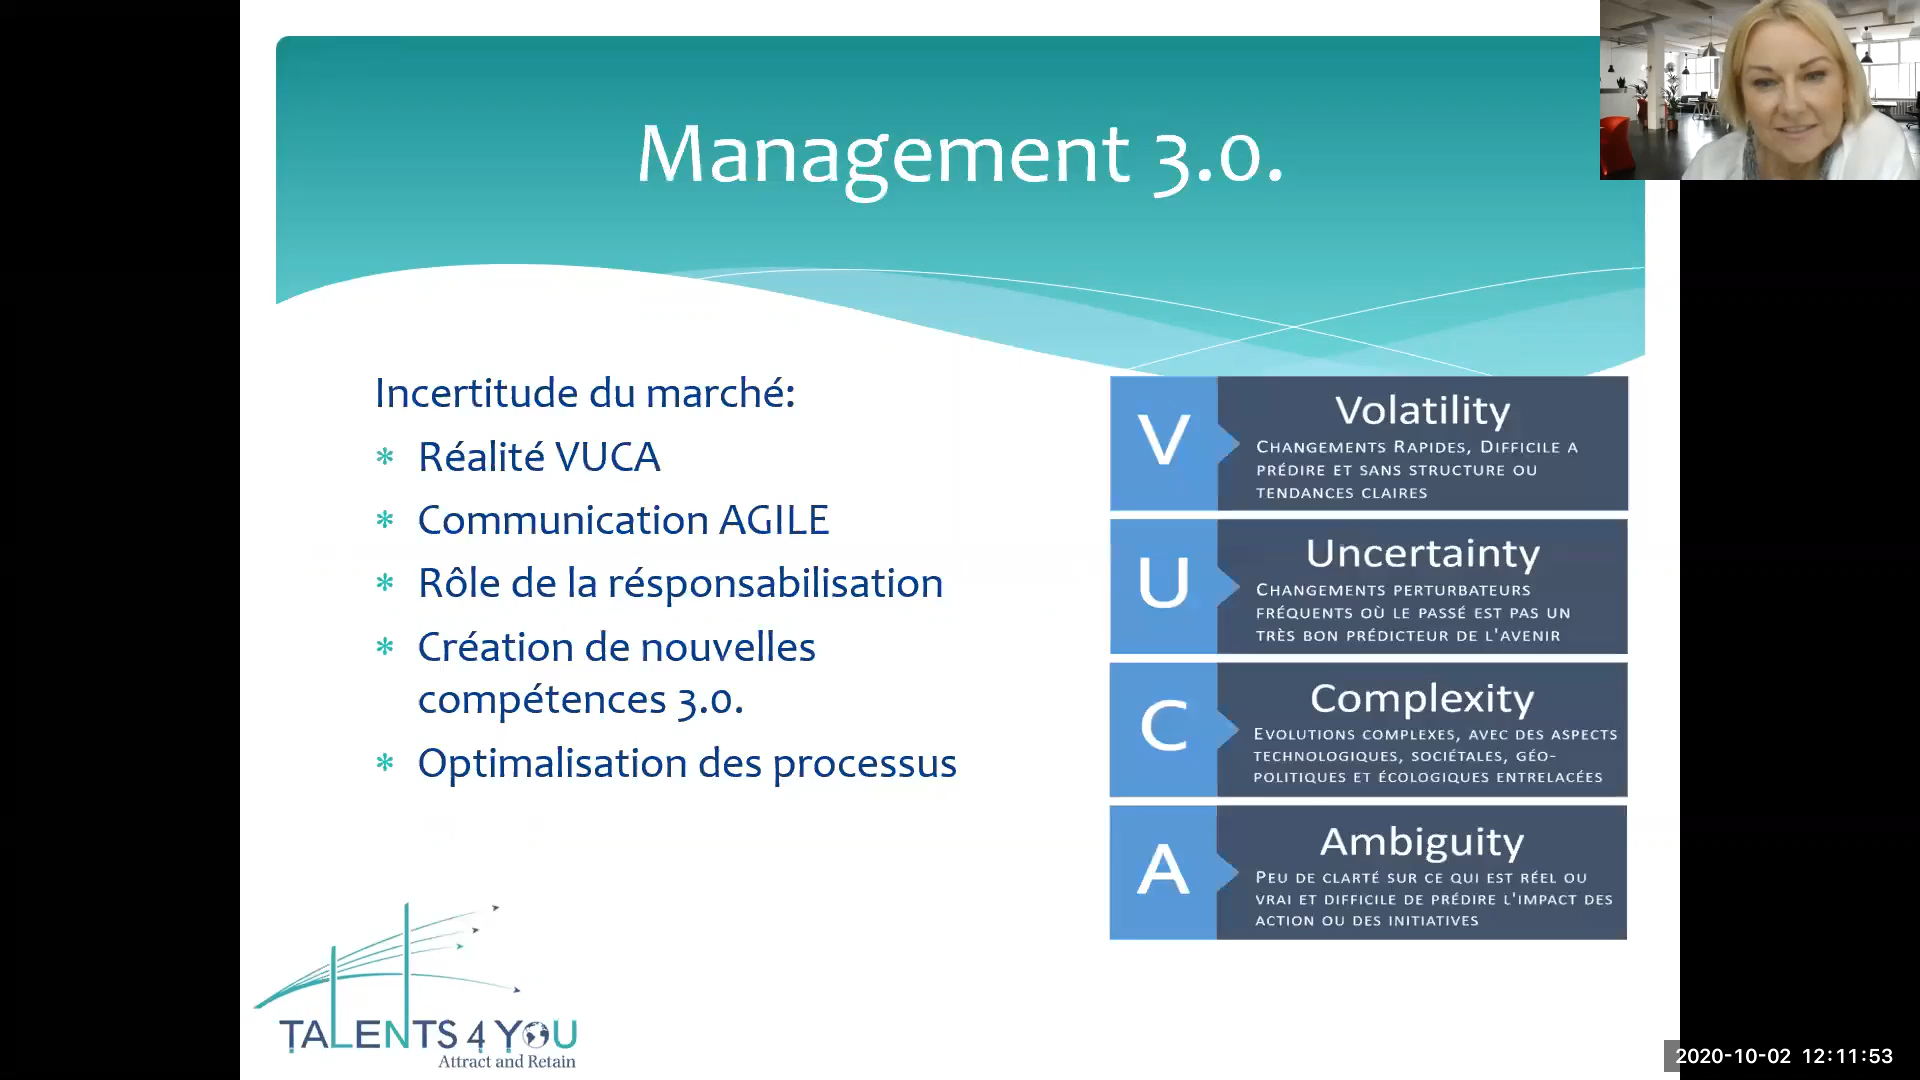 Management 3.0.
Incertitude du marché:
* Réalité VUCA
* Communication AGILE
* Rôle de la résponsabilisation
* Création de nouvelles
compétences 3.0.
* Optimalisation des processus
V
Volatility
CHANGEMENTS RAPIDES, DIFFICILE A
PRÉDIRE ET SANS STRUCTURE OU
TENDANCES CLAIRES
U
Uncertainty
CHANGEMENTS PERTURBATEURS
FRÉQUENTS OÙ LE PASSÉ EST PAS UN
TRÈS BON PRÉDICTEUR DE L'AVENIR
C
Complexity
EVOLUTIONS COMPLEXES, AVEC DES ASPECTS
TECHNOLOGIQUES, SOCIÉTALES, GÉO-
POLITIQUES ET ÉCOLOGIQUES ENTRELACÉES
A
Ambiguity
PEU DE CLARTÉ SUR CE QUI EST RÉEL OU
VRAI ET DIFFICILE DE PRÉDIRE L'IMPACT DES
ACTION OU DES INITIATIVES
TALENTS 4 YOU
Attract and Retain
2020-10-02 12:11:53